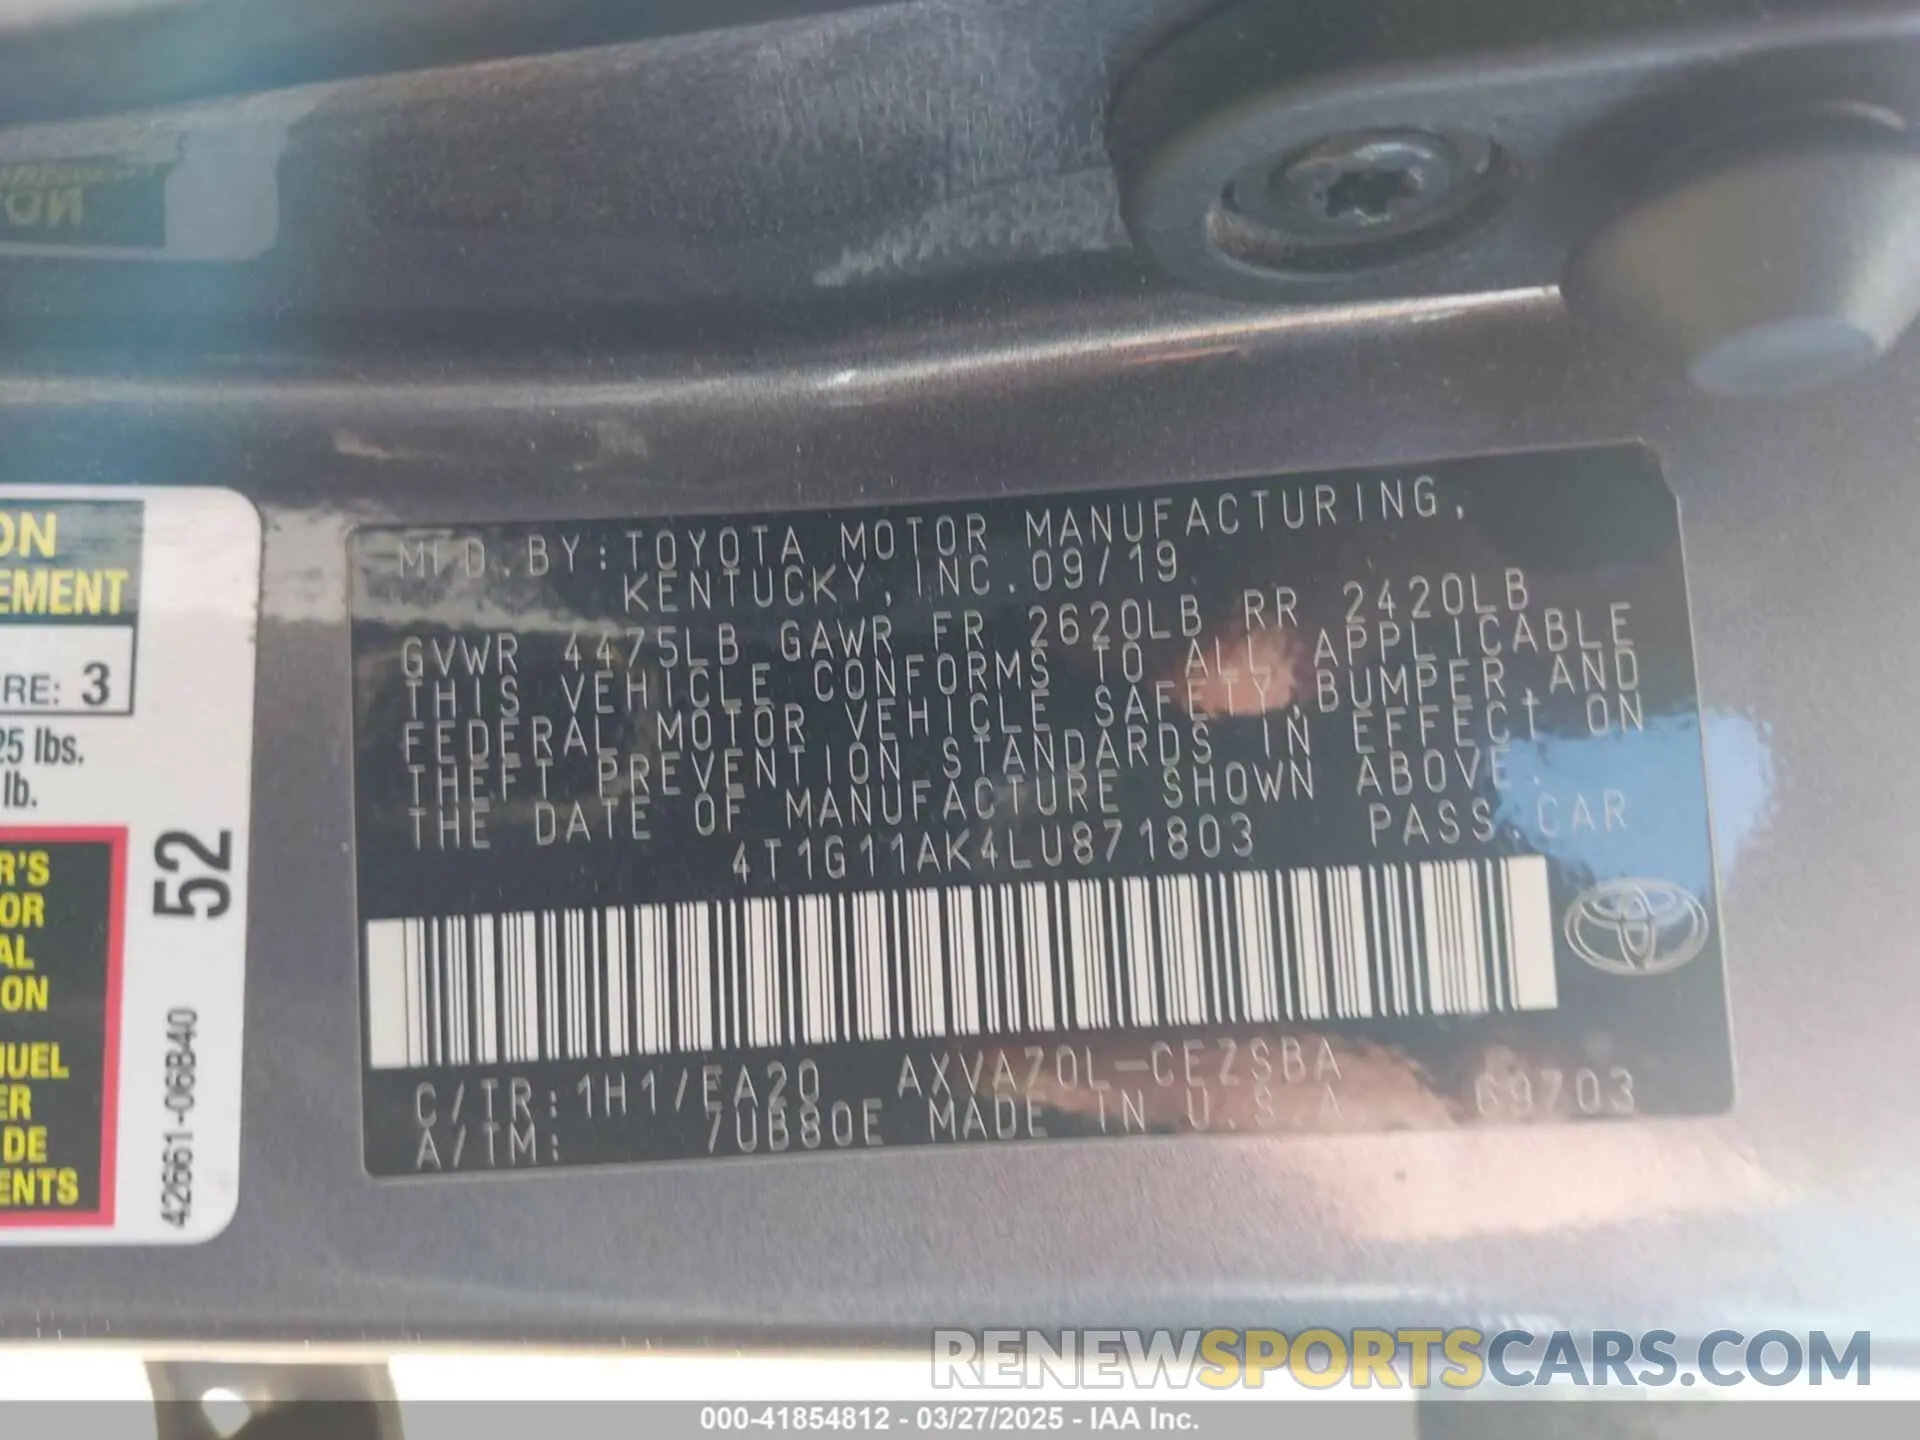 NO
ON
EMENT
RE: 3
25 lbs.
lb.
R'S
OR
AL
ON
NUEL
ER
DE
ENTS
52
42661-06B40
MFD. BY: TOYOTA MOTOR MANUFACTURING,
KENTUCKY, INC. 09/19
GVWR 4475LB GAWR FR 2620LB RR 2420LB
THIS VEHICLE CONFORMS TO ALL APPLICABLE
FEDERAL MOTOR VEHICLE SAFETY, BUMPER, AND
THEFT PREVENTION STANDARDS IN EFFECT ON
THE DATE OF MANUFACTURE SHOWN ABOVE.
4T1G11AK4LU871803 PASS. CAR
C/TR: 1H1/EA20 AXVA70L-CEZSBA
A/TM: 7UB80E MADE IN U.S.A. G9703
RENEWSPORTSCARS.COM
000-41854812 - 03/27/2025 - IAA Inc.